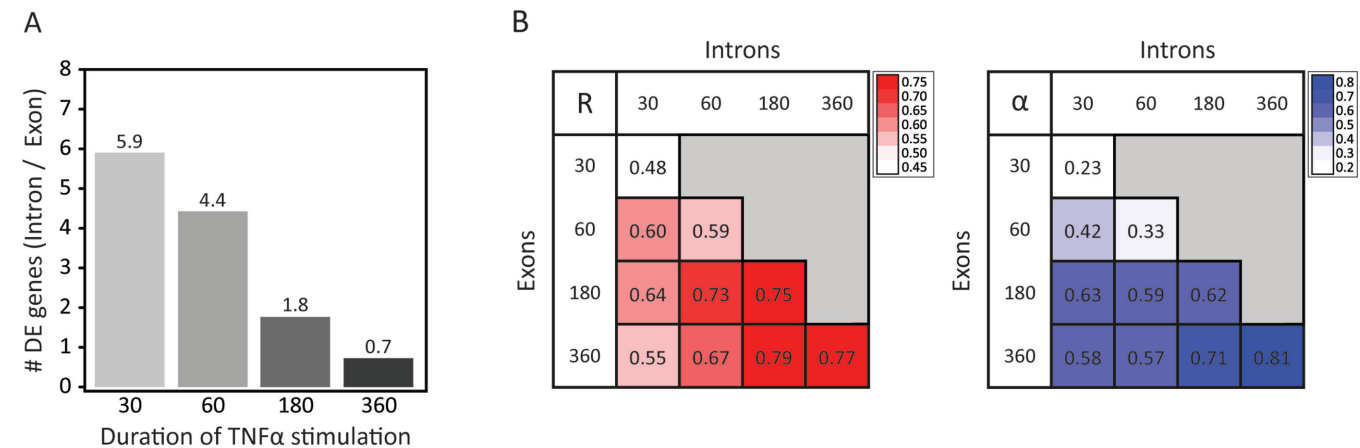 A
# DE genes (Intron / Exon)
8
7
6
5
4
3
2
1
0
5.9
4.4
1.8
0.7
30 60 180 360
Duration of TNFα stimulation
B
Introns
R 30 60 180 360
Exons
30 0.48
60 0.60 0.59
180 0.64 0.73 0.75
360 0.55 0.67 0.79 0.77
0.75
0.70
0.65
0.60
0.55
0.50
0.45
Introns
α 30 60 180 360
Exons
30 0.23
60 0.42 0.33
180 0.63 0.59 0.62
360 0.58 0.57 0.71 0.81
0.8
0.7
0.6
0.5
0.4
0.3
0.2